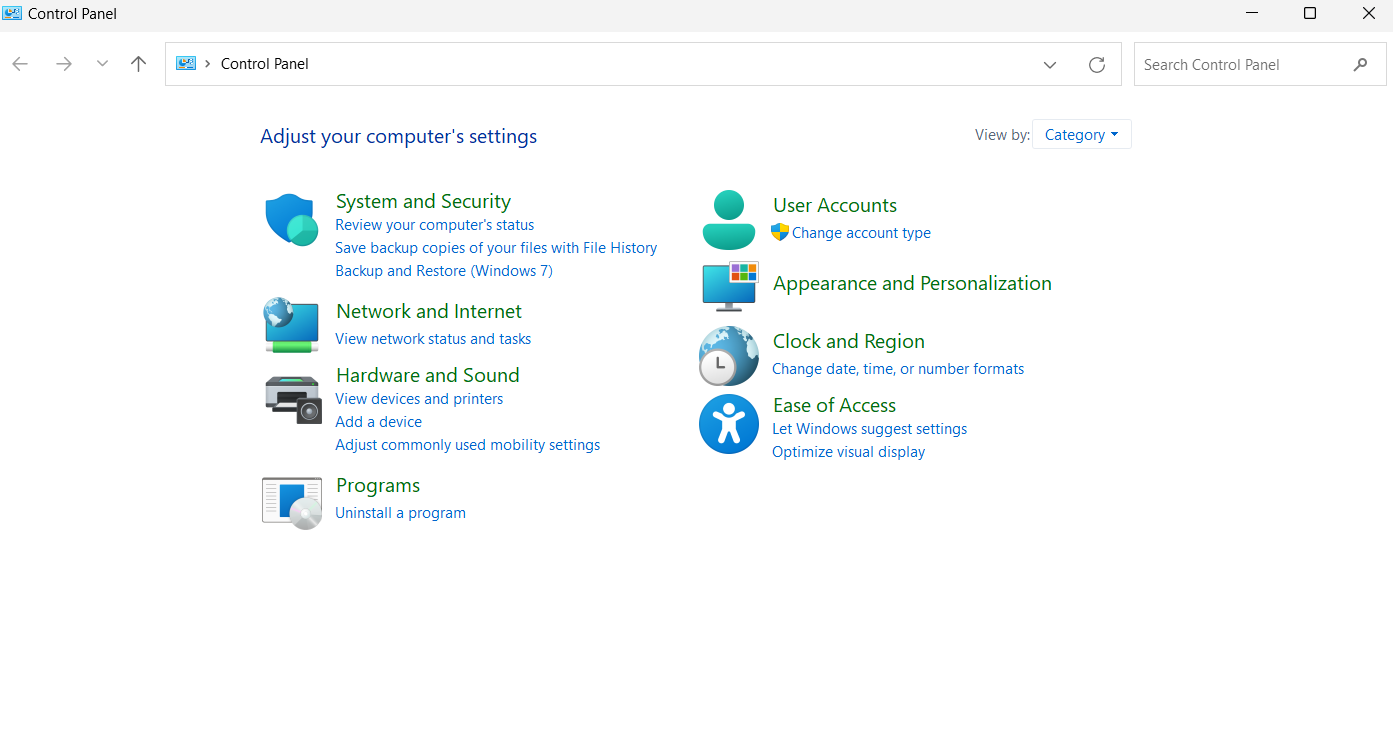 Control Panel
Control Panel
Search Control Panel
Adjust your computer's settings
View by: Category
System and Security
Review your computer's status
Save backup copies of your files with File History
Backup and Restore (Windows 7)
Network and Internet
View network status and tasks
Hardware and Sound
View devices and printers
Add a device
Adjust commonly used mobility settings
Programs
Uninstall a program
User Accounts
Change account type
Appearance and Personalization
Clock and Region
Change date, time, or number formats
Ease of Access
Let Windows suggest settings
Optimize visual display